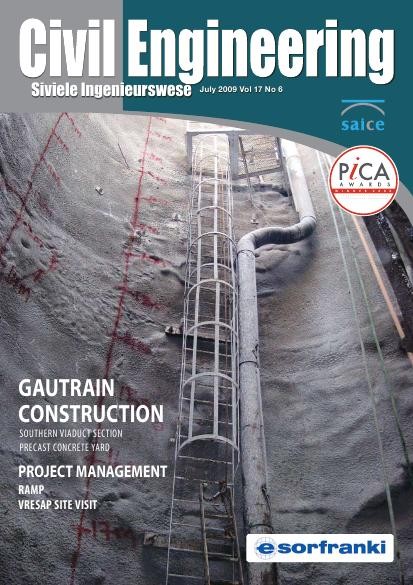 Civil Engineering
Siviele Ingenieurswese
July 2009 Vol 17 No 6
saice
PiCA
AWARDS
GAUTRAIN
CONSTRUCTION
SOUTHERN VIADUCT SECTION
PRECAST CONCRETE YARD
PROJECT MANAGEMENT
RAMP
VRESAP SITE VISIT
esorfranki